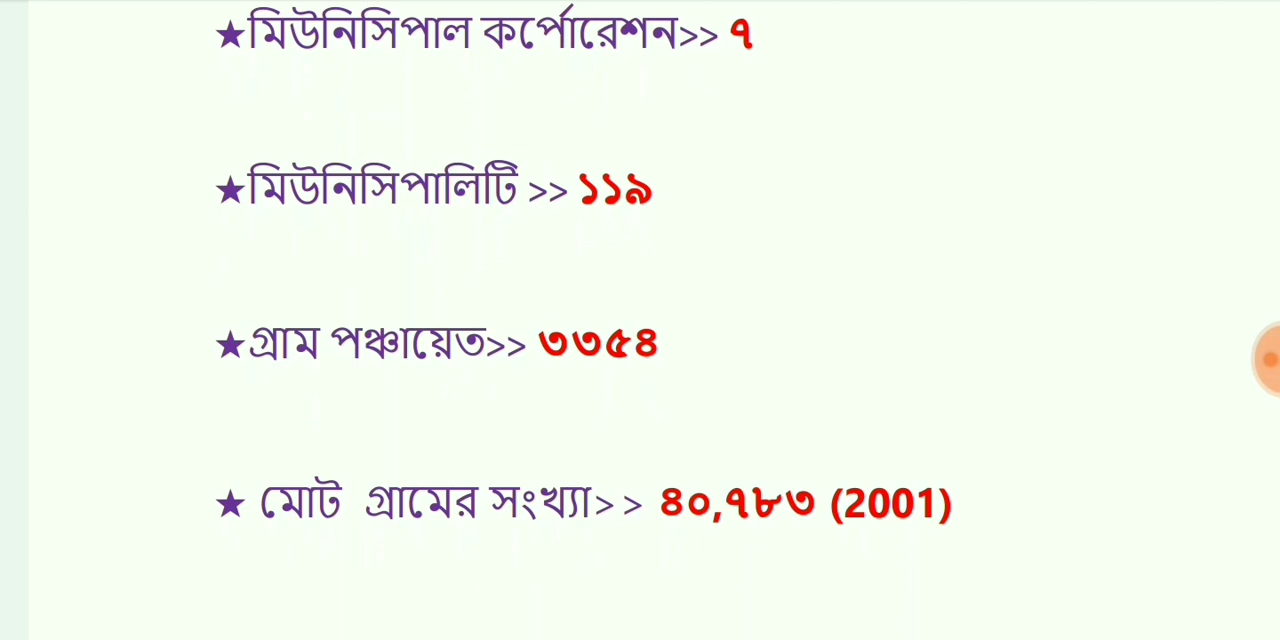 ★মিউনিসিপাল কর্পোরেশন>> ৭
★মিউনিসিপালিটি >> ১১৯
★গ্রাম পঞ্চায়েত>> ৩৩৫৪
★ মোট গ্রামের সংখ্যা> > ৪০,৭৮৩ (2001)